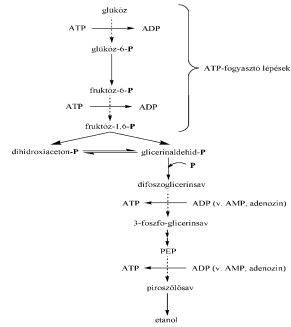 glükóz
ATP ADP
glükóz-6-P
ATP-fogyasztó lépések
fruktóz-6-P
ATP ADP
fruktóz-1,6-P
dihidroxiaceton-P glicerinaldehid-P
P
difoszoglicerinsav
ATP ADP (v. AMP, adenozin)
3-foszfo-glicerinsav
PEP
ATP ADP (v. AMP, adenozin)
piroszőlősav
etanol